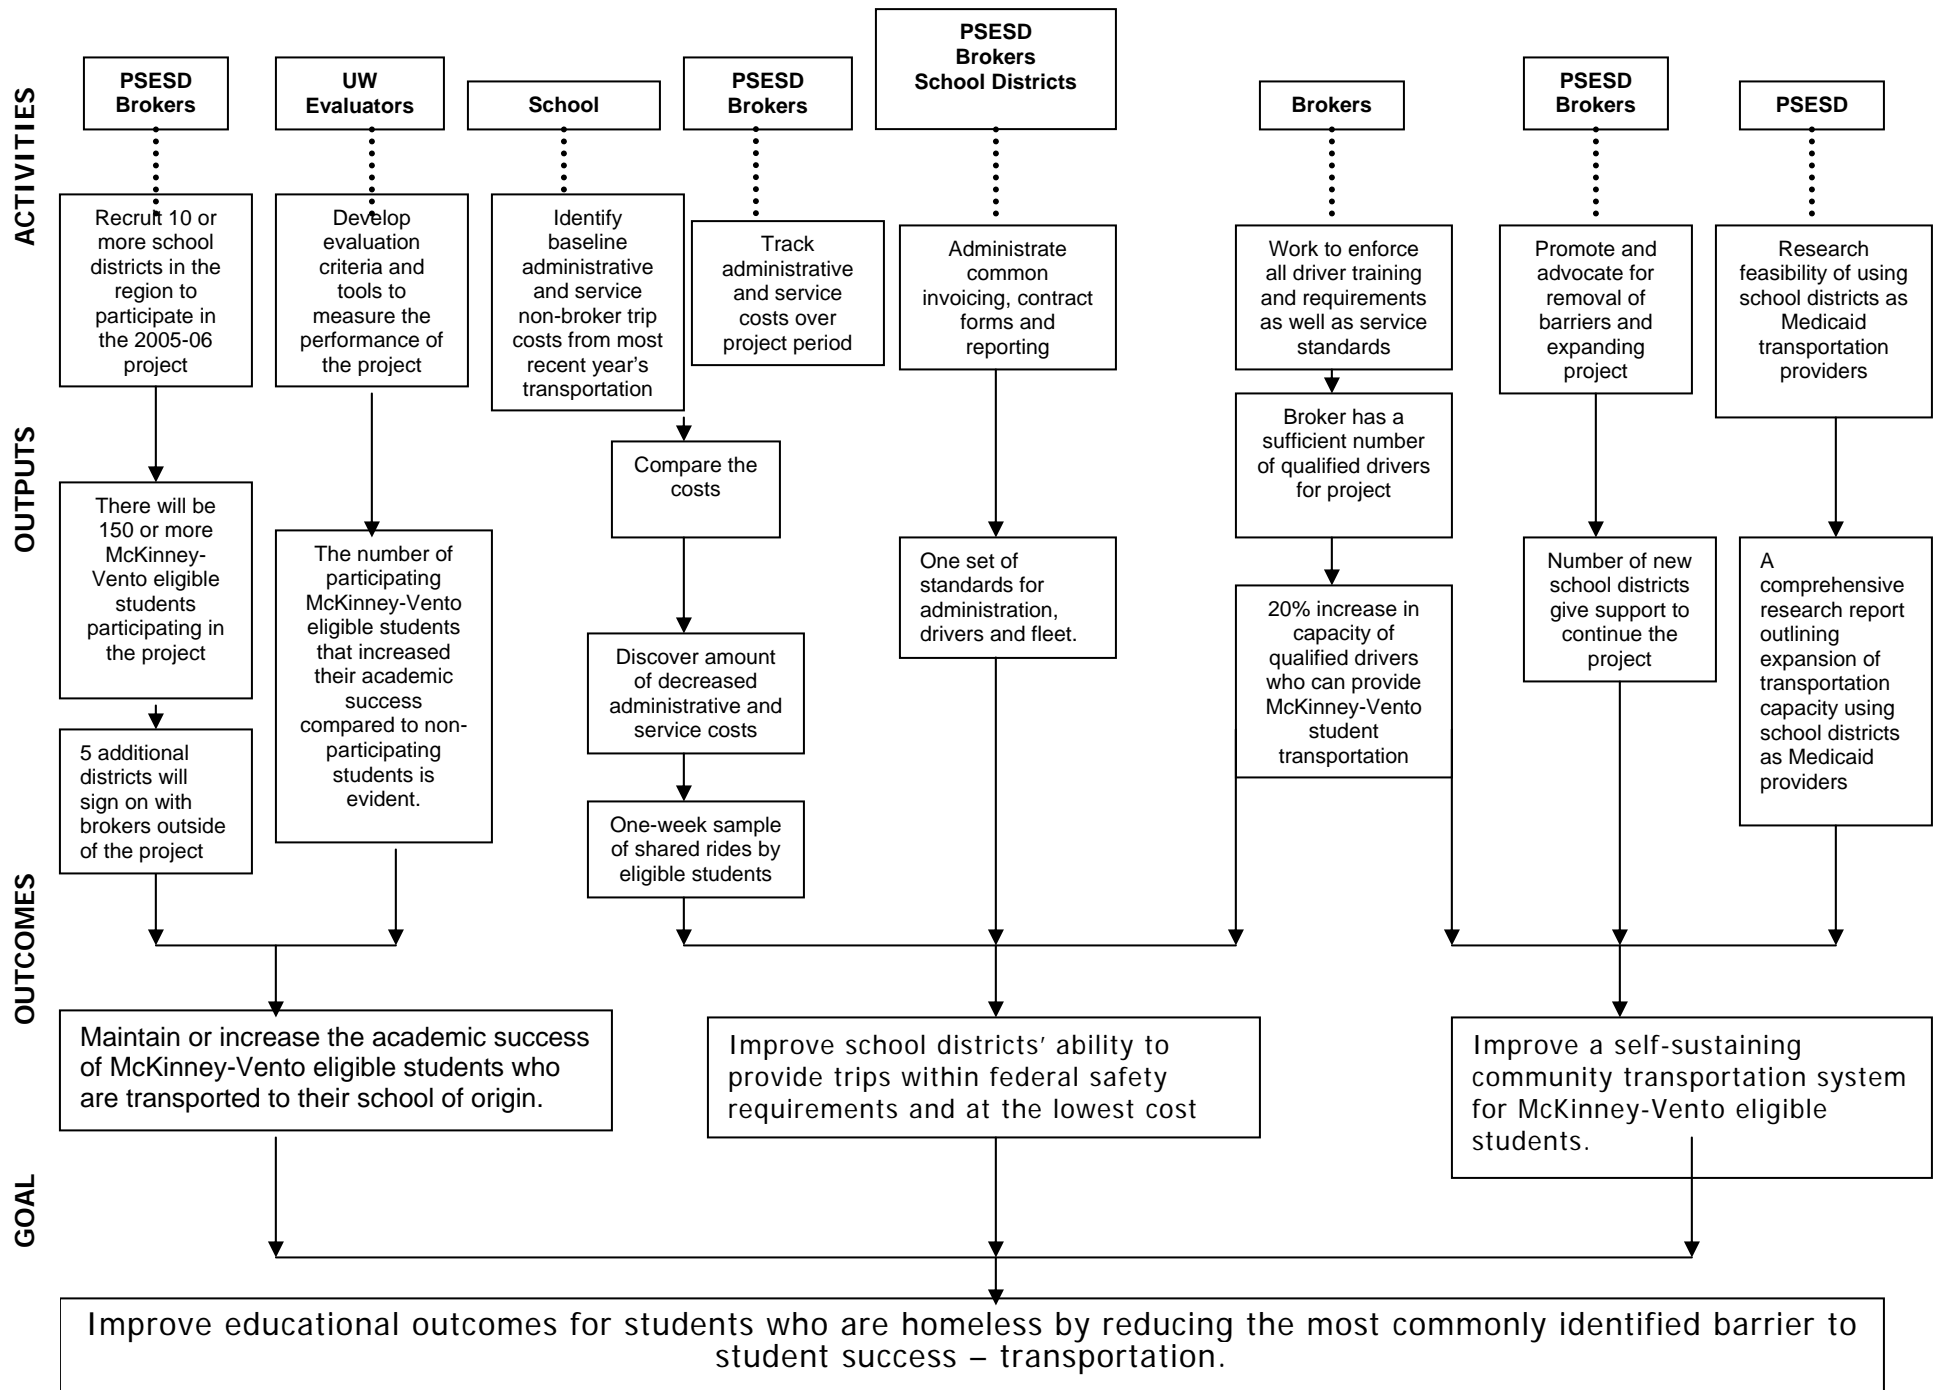 ACTIVITIES
PSESD
Brokers
UW
Evaluators
School
PSESD
Brokers
PSESD
Brokers
School Districts
Brokers
PSESD
Brokers
PSESD
Recruit 10 or
more school
districts in the
region to
participate in
the 2005-06
project
Develop
evaluation
criteria and
tools to
measure the
performance of
the project
Identify
baseline
administrative
and service
non-broker trip
costs from most
recent year's
transportation
Track
administrative
and service
costs over
project period
Administrate
common
invoicing, contract
forms and
reporting
Work to enforce
all driver training
and requirements
as well as service
standards
Promote and
advocate for
removal of
barriers and
expanding
project
Research
feasibility of using
school districts as
Medicaid
transportation
providers
OUTPUTS
There will be
150 or more
McKinney-
Vento eligible
students
participating in
the project
5 additional
districts will
sign on with
brokers outside
of the project
The number of
participating
McKinney-Vento
eligible students
that increased
their academic
success
compared to non-
participating
students is
evident.
Compare the
costs
Discover amount
of decreased
administrative and
service costs
One-week sample
of shared rides by
eligible students
One set of
standards for
administration,
drivers and fleet.
Broker has a
sufficient number
of qualified drivers
for project
20% increase in
capacity of
qualified drivers
who can provide
McKinney-Vento
student
transportation
Number of new
school districts
give support to
continue the
project
A
comprehensive
research report
outlining
expansion of
transportation
capacity using
school districts
as Medicaid
providers
OUTCOMES
Maintain or increase the academic success
of McKinney-Vento eligible students who
are transported to their school of origin.
Improve school districts' ability to
provide trips within federal safety
requirements and at the lowest cost
Improve a self-sustaining
community transportation system
for McKinney-Vento eligible
students.
GOAL
Improve educational outcomes for students who are homeless by reducing the most commonly identified barrier to
student success – transportation.